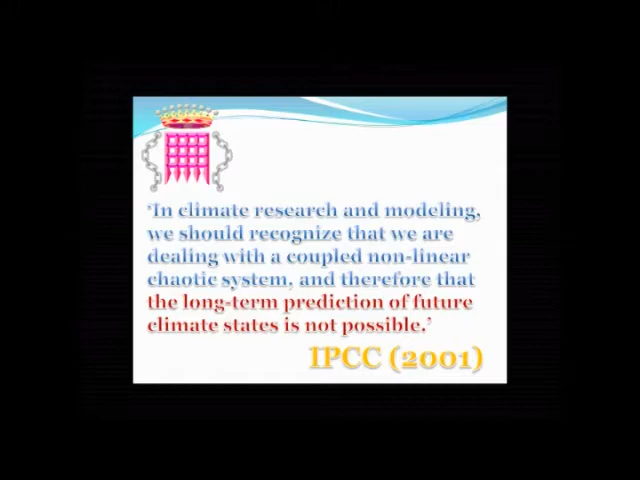 ‘In climate research and modeling,
we should recognize that we are
dealing with a coupled non-linear
chaotic system, and therefore that
the long-term prediction of future
climate states is not possible.’
IPCC (2001)